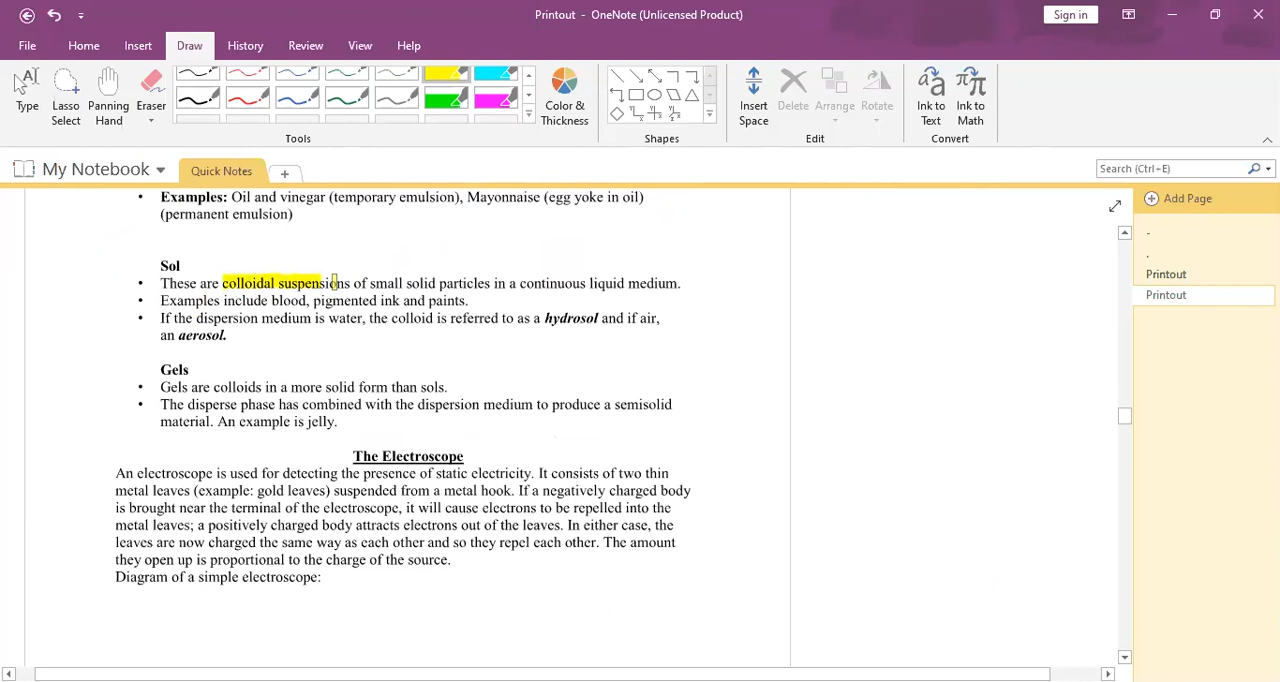 Printout - OneNote (Unlicensed Product)
Sign in
File Home Insert Draw History Review View Help
Type
Lasso Select
Panning Hand
Eraser
Color & Thickness
Insert Space
Delete
Arrange
Rotate
Ink to Text
Ink to Math
Tools
Shapes
Edit
Convert
My Notebook
Quick Notes
Search (Ctrl+E)
• Examples: Oil and vinegar (temporary emulsion), Mayonnaise (egg yoke in oil)
(permanent emulsion)
Sol
• These are colloidal suspensions of small solid particles in a continuous liquid medium.
• Examples include blood, pigmented ink and paints.
• If the dispersion medium is water, the colloid is referred to as a hydrosol and if air,
an aerosol.
Gels
• Gels are colloids in a more solid form than sols.
• The disperse phase has combined with the dispersion medium to produce a semisolid
material. An example is jelly.
The Electroscope
An electroscope is used for detecting the presence of static electricity. It consists of two thin
metal leaves (example: gold leaves) suspended from a metal hook. If a negatively charged body
is brought near the terminal of the electroscope, it will cause electrons to be repelled into the
metal leaves; a positively charged body attracts electrons out of the leaves. In either case, the
leaves are now charged the same way as each other and so they repel each other. The amount
they open up is proportional to the charge of the source.
Diagram of a simple electroscope:
Add Page
-
.
Printout
Printout